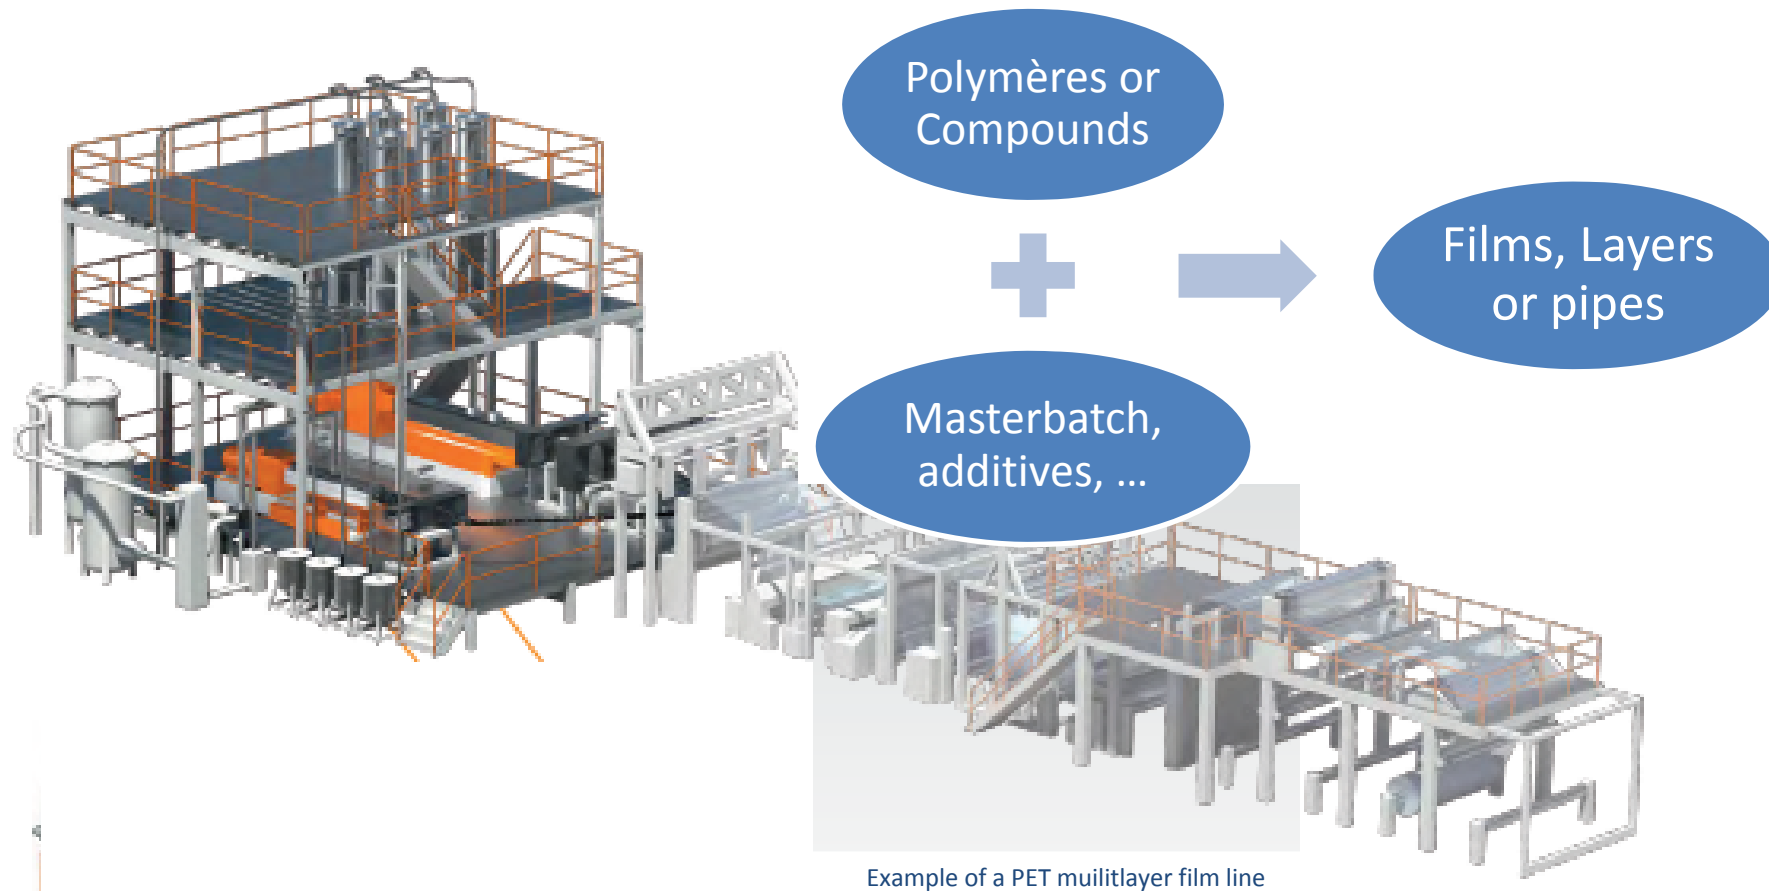 Polymères or
Compounds
Films, Layers
or pipes
Masterbatch,
additives, ...
Example of a PET muilitlayer film line